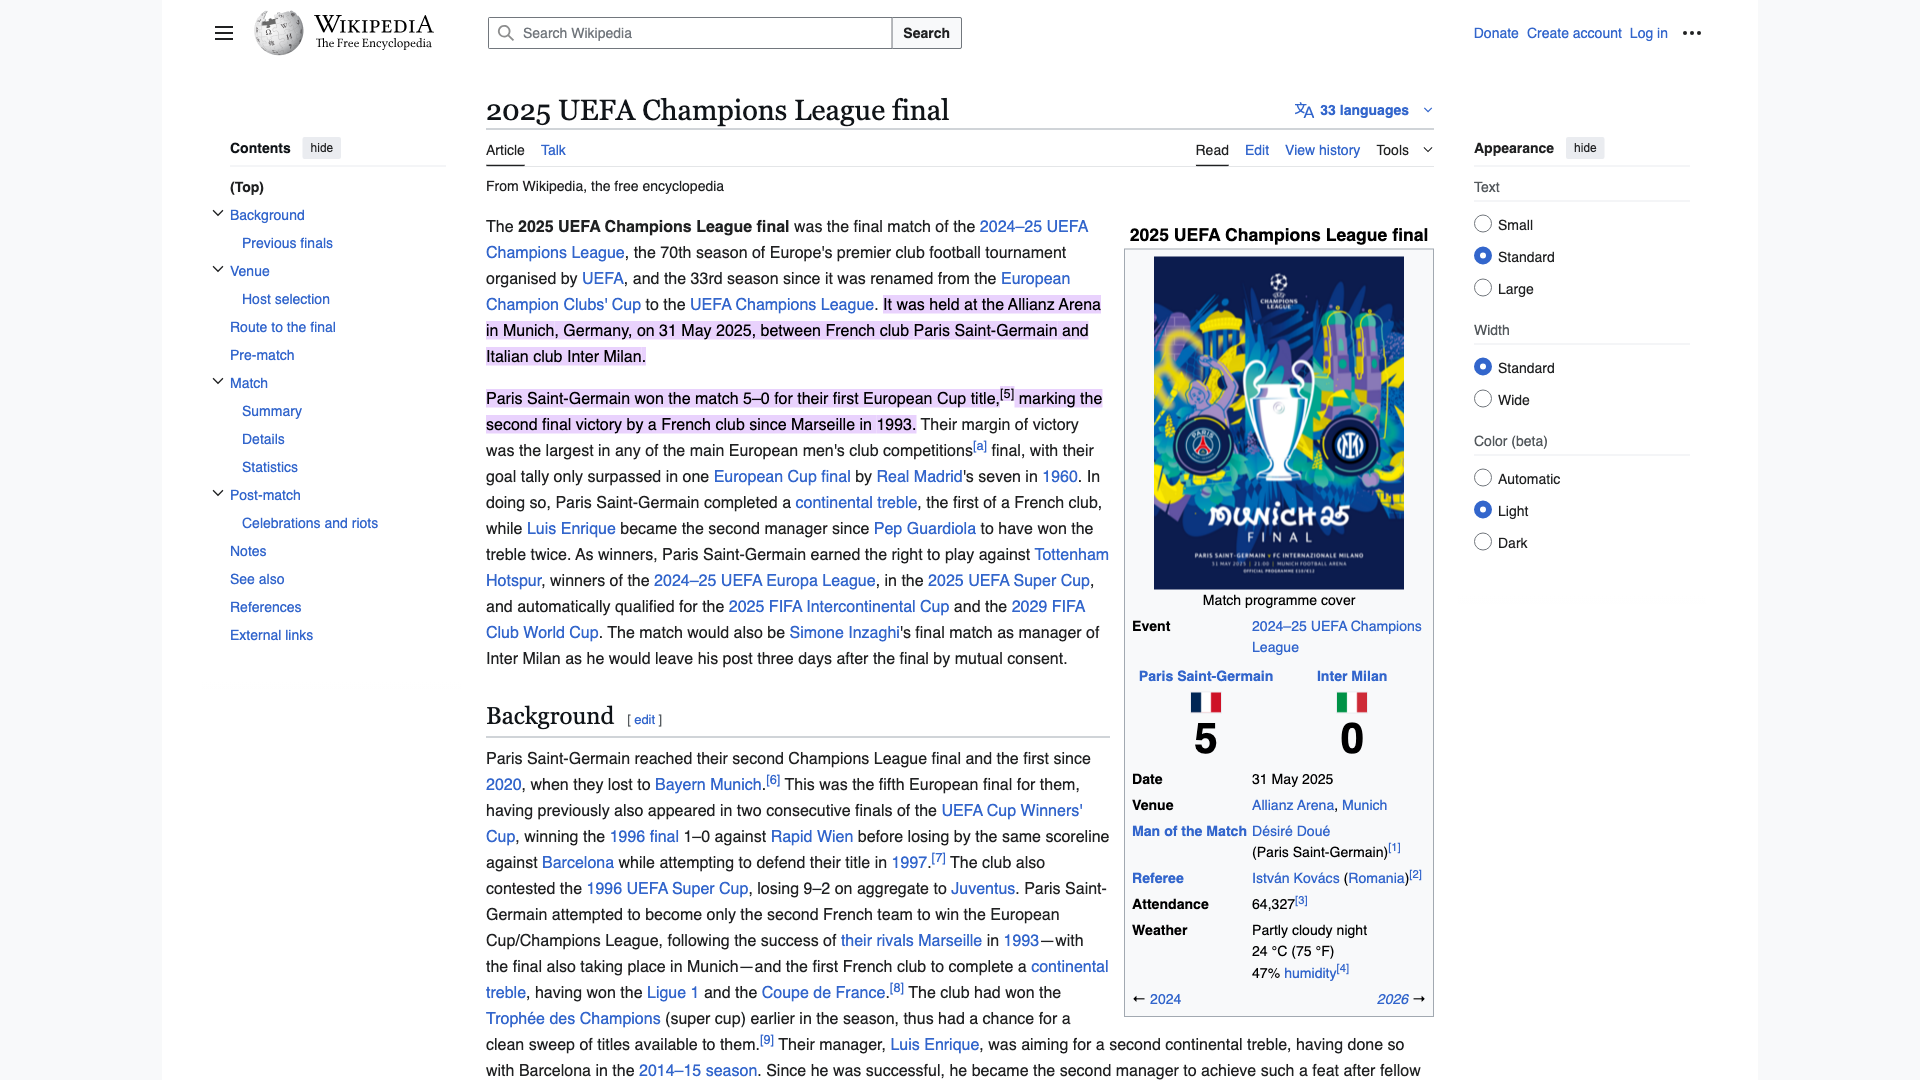 WIKIPEDIA
The Free Encyclopedia
Search Wikipedia
Search
Donate Create account Log in
2025 UEFA Champions League final
33 languages
Contents hide
(Top)
Background
Previous finals
Venue
Host selection
Route to the final
Pre-match
Match
Summary
Details
Statistics
Post-match
Celebrations and riots
Notes
See also
References
External links
Article Talk
Read Edit View history Tools
From Wikipedia, the free encyclopedia
The 2025 UEFA Champions League final was the final match of the 2024–25 UEFA
Champions League, the 70th season of Europe's premier club football tournament
organised by UEFA, and the 33rd season since it was renamed from the European
Champion Clubs' Cup to the UEFA Champions League. It was held at the Allianz Arena
in Munich, Germany, on 31 May 2025, between French club Paris Saint-Germain and
Italian club Inter Milan.
Paris Saint-Germain won the match 5–0 for their first European Cup title,[5] marking the
second final victory by a French club since Marseille in 1993. Their margin of victory
was the largest in any of the main European men's club competitions[a] final, with their
goal tally only surpassed in one European Cup final by Real Madrid's seven in 1960. In
doing so, Paris Saint-Germain completed a continental treble, the first of a French club,
while Luis Enrique became the second manager since Pep Guardiola to have won the
treble twice. As winners, Paris Saint-Germain earned the right to play against Tottenham
Hotspur, winners of the 2024–25 UEFA Europa League, in the 2025 UEFA Super Cup,
and automatically qualified for the 2025 FIFA Intercontinental Cup and the 2029 FIFA
Club World Cup. The match would also be Simone Inzaghi's final match as manager of
Inter Milan as he would leave his post three days after the final by mutual consent.
Background [ edit ]
Paris Saint-Germain reached their second Champions League final and the first since
2020, when they lost to Bayern Munich.[6] This was the fifth European final for them,
having previously also appeared in two consecutive finals of the UEFA Cup Winners'
Cup, winning the 1996 final 1–0 against Rapid Wien before losing by the same scoreline
against Barcelona while attempting to defend their title in 1997.[7] The club also
contested the 1996 UEFA Super Cup, losing 9–2 on aggregate to Juventus. Paris Saint-
Germain attempted to become only the second French team to win the European
Cup/Champions League, following the success of their rivals Marseille in 1993—with
the final also taking place in Munich—and the first French club to complete a continental
treble, having won the Ligue 1 and the Coupe de France.[8] The club had won the
Trophée des Champions (super cup) earlier in the season, thus had a chance for a
clean sweep of titles available to them.[9] Their manager, Luis Enrique, was aiming for a second continental treble, having done so
with Barcelona in the 2014–15 season. Since he was successful, he became the second manager to achieve such a feat after fellow
2025 UEFA Champions League final
CHAMPIONS
LEAGUE
PARIS
MUNICH 25
FINAL
PARIS SAINT-GERMAIN • FC INTERNAZIONALE MILANO
31 MAY 2025 | 21:00 | MUNICH FOOTBALL ARENA
OFFICIAL PROGRAMME €10/£12
Match programme cover
Event 2024–25 UEFA Champions
League
Paris Saint-Germain Inter Milan
5 0
Date 31 May 2025
Venue Allianz Arena, Munich
Man of the Match Désiré Doué
(Paris Saint-Germain)[1]
Referee István Kovács (Romania)[2]
Attendance 64,327[3]
Weather Partly cloudy night
24 °C (75 °F)
47% humidity[4]
← 2024 2026 →
Appearance hide
Text
Small
Standard
Large
Width
Standard
Wide
Color (beta)
Automatic
Light
Dark